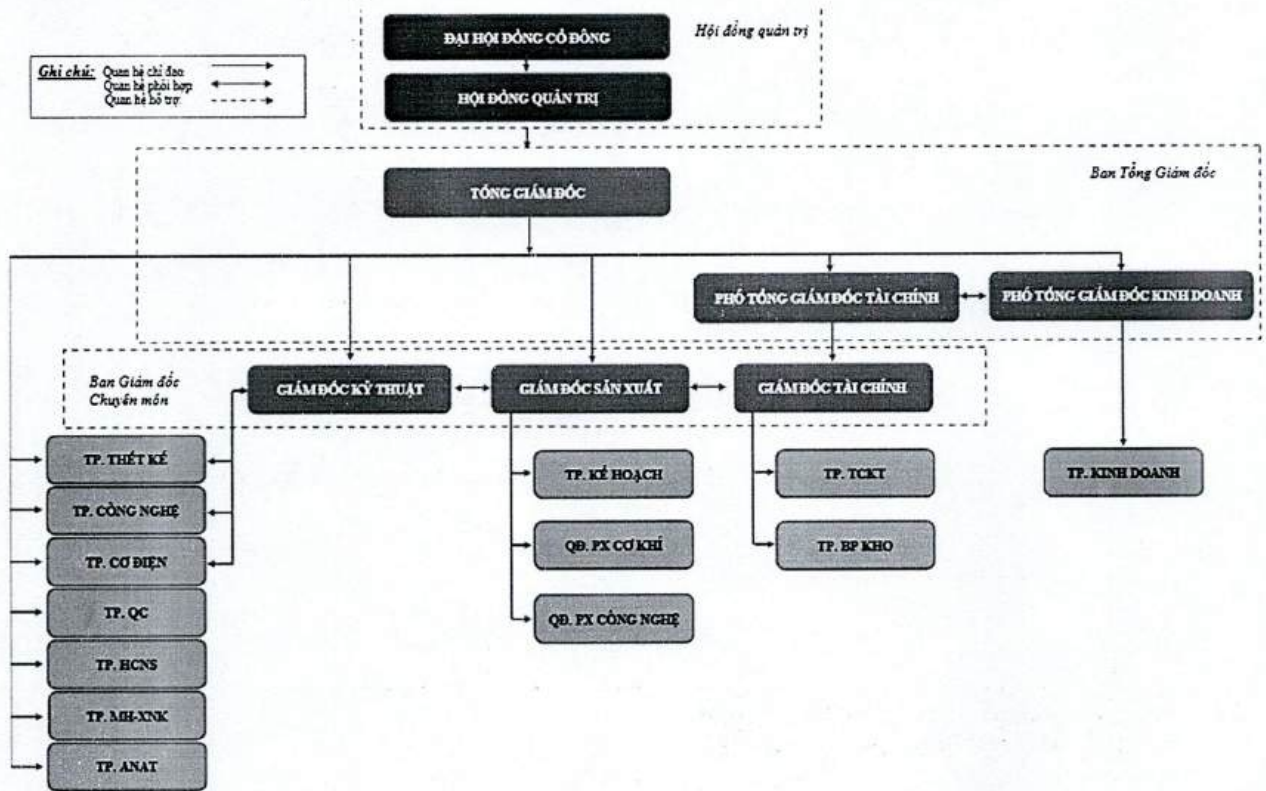 ĐẠI HỘI ĐỒNG CỔ ĐÔNG
Hội đồng quản trị
Ghi chú: Quan hệ chỉ đạo
Quan hệ phối hợp
Quan hệ hỗ trợ
HỘI ĐỒNG QUẢN TRỊ
TỔNG GIÁM ĐỐC
Ban Tổng Giám đốc
PHÓ TỔNG GIÁM ĐỐC TÀI CHÍNH
PHÓ TỔNG GIÁM ĐỐC KINH DOANH
Ban Giám đốc
Chuyên môn
GIÁM ĐỐC KỸ THUẬT
GIÁM ĐỐC SẢN XUẤT
GIÁM ĐỐC TÀI CHÍNH
TP. THẾT KẾ
TP. CÔNG NGHỆ
TP. CƠ ĐIỆN
TP. QC
TP. HCNS
TP. MH-XNK
TP. ANAT
TP. KẾ HOẠCH
QĐ. PX CƠ KHÍ
QĐ. PX CÔNG NGHỆ
TP. TCKT
TP. BP KHO
TP. KINH DOANH